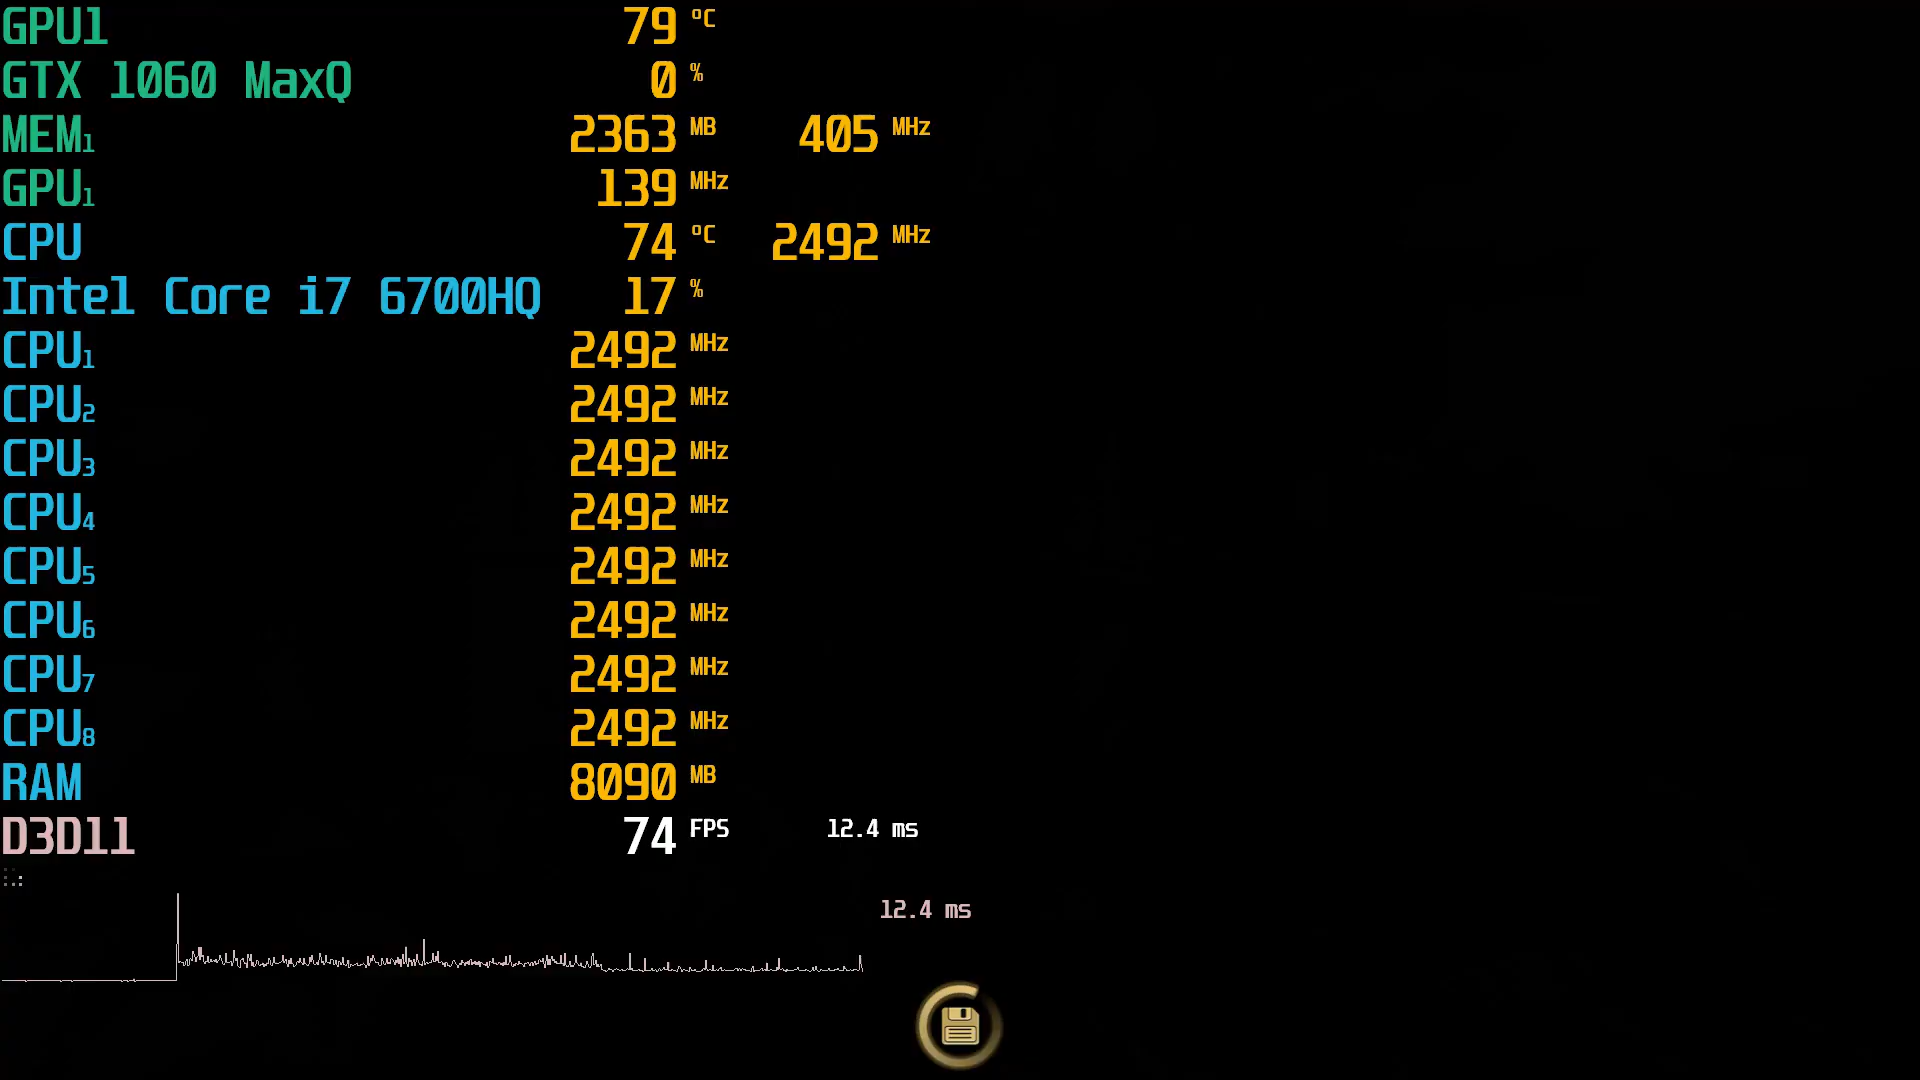 GPU1 79 °C
GTX 1060 MaxQ 0 %
MEM1 2363 MB 405 MHz
GPU1 139 MHz
CPU 74 °C 2492 MHz
Intel Core i7 6700HQ 17 %
CPU1 2492 MHz
CPU2 2492 MHz
CPU3 2492 MHz
CPU4 2492 MHz
CPU5 2492 MHz
CPU6 2492 MHz
CPU7 2492 MHz
CPU8 2492 MHz
RAM 8090 MB
D3D11 74 FPS 12.4 ms
12.4 ms